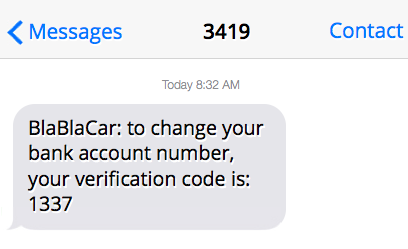 Messages 3419 Contact
Today 8:32 AM
BlaBlaCar: to change your
bank account number,
your verification code is:
1337